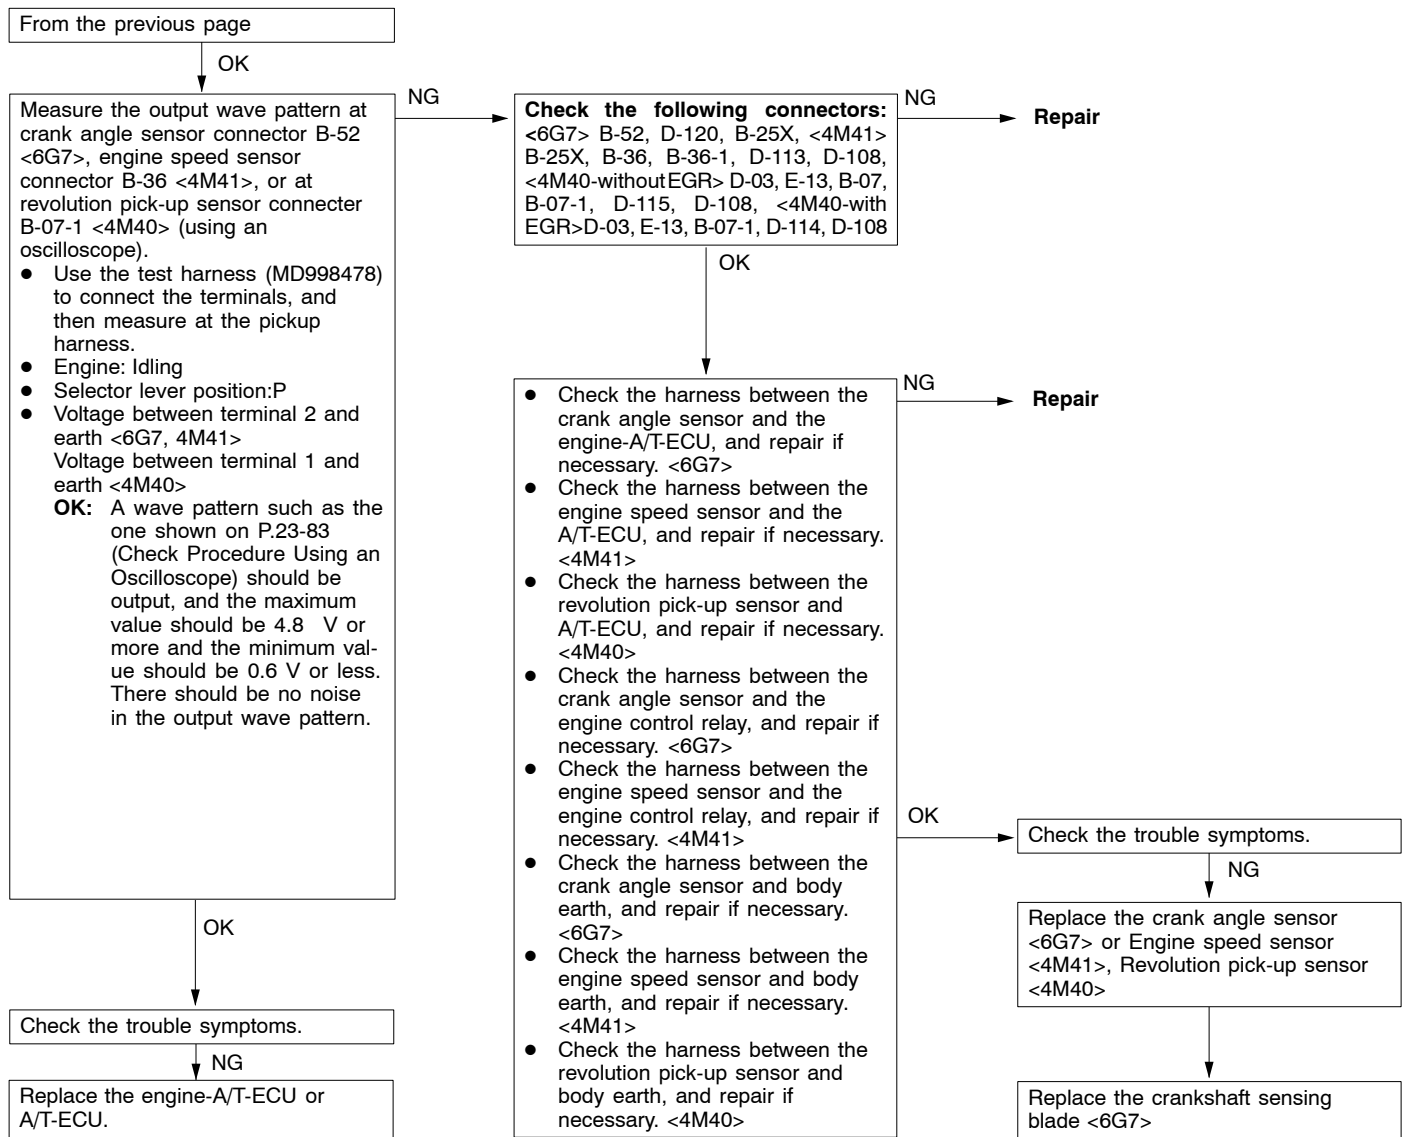 From the previous page
OK
Measure the output wave pattern at
crank angle sensor connector B-52
<6G7>, engine speed sensor
connector B-36 <4M41>, or at
revolution pick-up sensor connecter
B-07-1 <4M40> (using an
oscilloscope).
● Use the test harness (MD998478)
to connect the terminals, and
then measure at the pickup
harness.
● Engine: Idling
● Selector lever position:P
● Voltage between terminal 2 and
earth <6G7, 4M41>
Voltage between terminal 1 and
earth <4M40>
OK: A wave pattern such as the
one shown on P.23-83
(Check Procedure Using an
Oscilloscope) should be
output, and the maximum
value should be 4.8 V or
more and the minimum val-
ue should be 0.6 V or less.
There should be no noise
in the output wave pattern.
OK
Check the trouble symptoms.
NG
Replace the engine-A/T-ECU or
A/T-ECU.
NG
Check the following connectors:
<6G7> B-52, D-120, B-25X, <4M41>
B-25X, B-36, B-36-1, D-113, D-108,
<4M40-withoutEGR> D-03, E-13, B-07,
B-07-1, D-115, D-108, <4M40-with
EGR>D-03, E-13, B-07-1, D-114, D-108
NG
Repair
OK
● Check the harness between the
crank angle sensor and the
engine-A/T-ECU, and repair if
necessary. <6G7>
● Check the harness between the
engine speed sensor and the
A/T-ECU, and repair if necessary.
<4M41>
● Check the harness between the
revolution pick-up sensor and
A/T-ECU, and repair if necessary.
<4M40>
● Check the harness between the
crank angle sensor and the
engine control relay, and repair if
necessary. <6G7>
● Check the harness between the
engine speed sensor and the
engine control relay, and repair if
necessary. <4M41>
● Check the harness between the
crank angle sensor and body
earth, and repair if necessary.
<6G7>
● Check the harness between the
engine speed sensor and body
earth, and repair if necessary.
<4M41>
● Check the harness between the
revolution pick-up sensor and
body earth, and repair if
necessary. <4M40>
NG
Repair
OK
Check the trouble symptoms.
NG
Replace the crank angle sensor
<6G7> or Engine speed sensor
<4M41>, Revolution pick-up sensor
<4M40>
Replace the crankshaft sensing
blade <6G7>